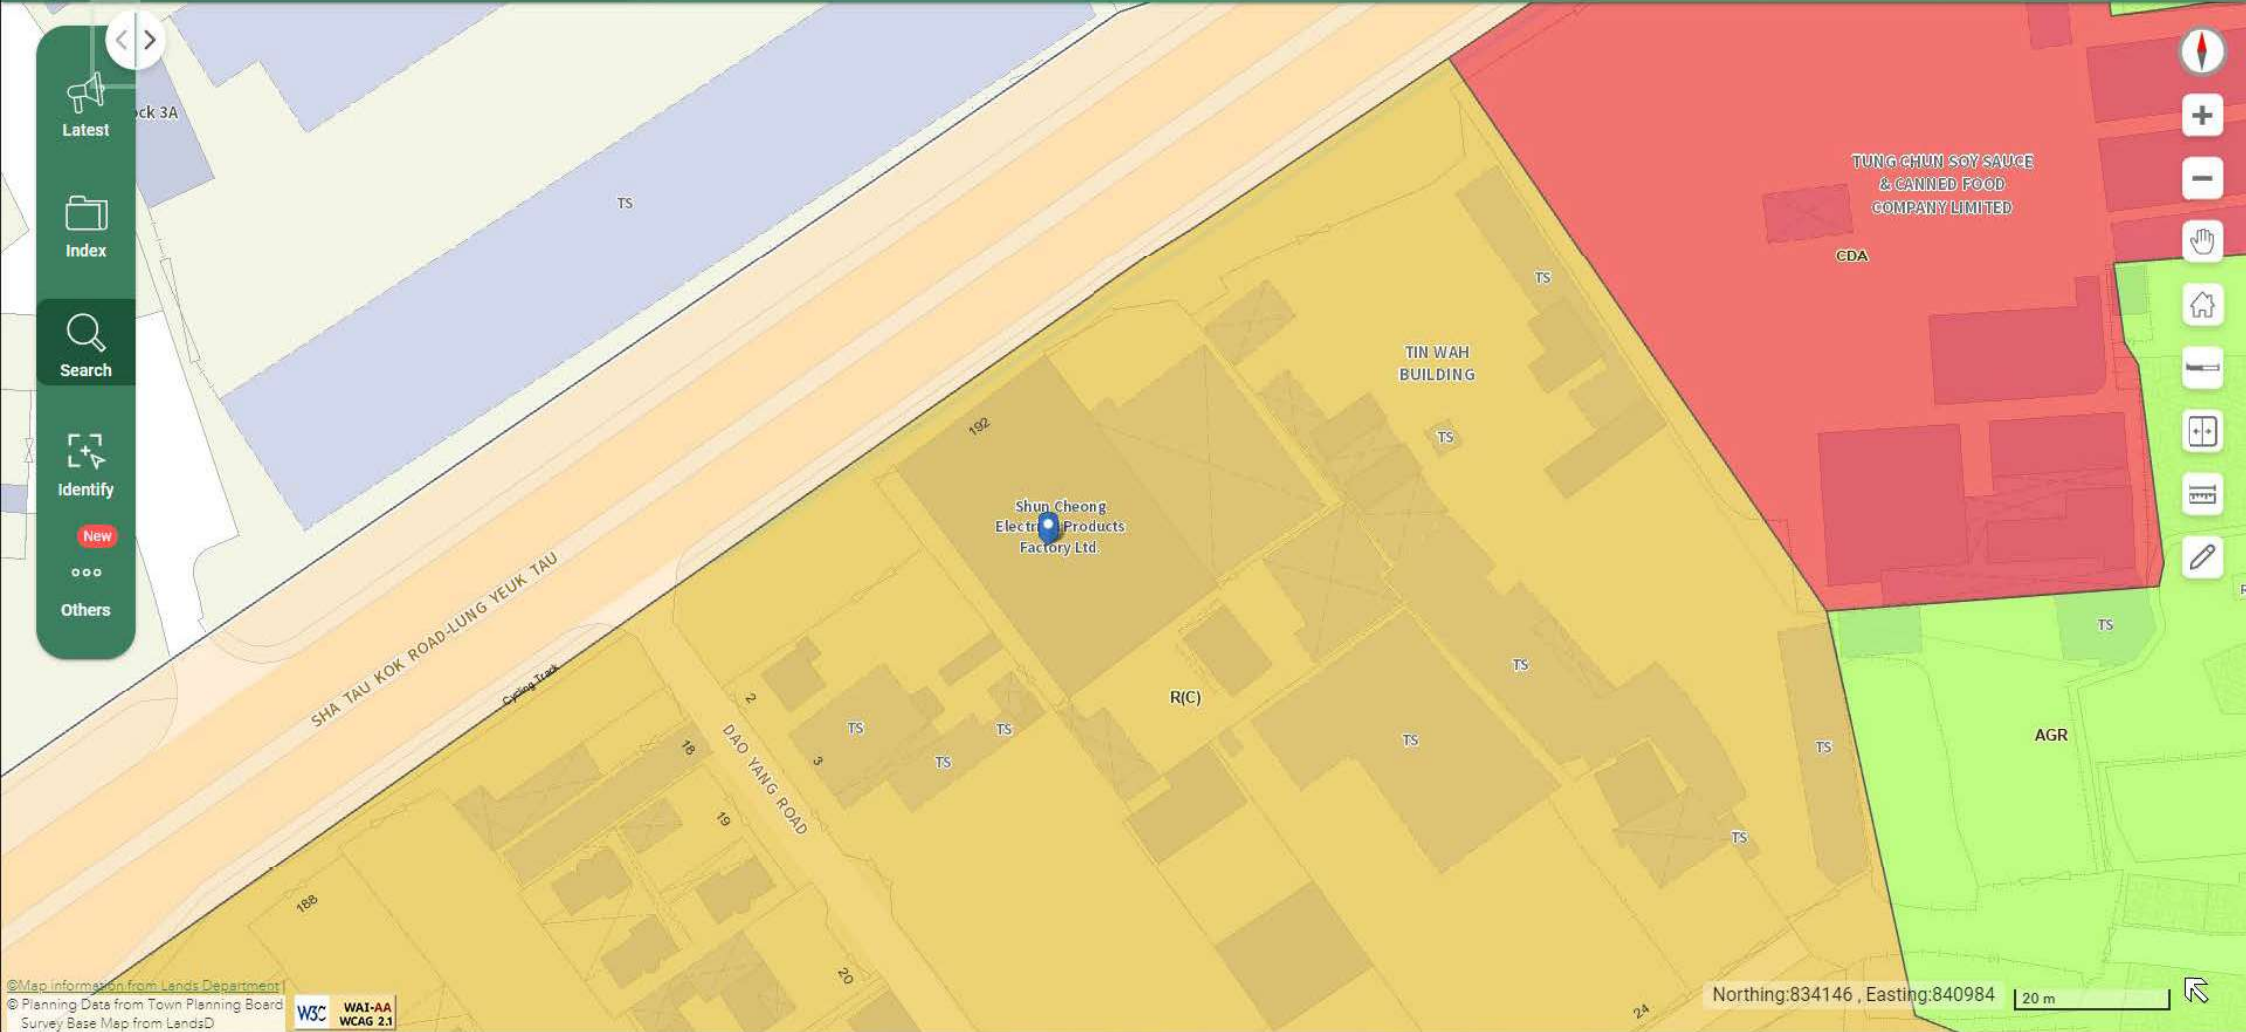 Latest
Index
Search
Identify
New
Others
ock 3A
TS
TUNG CHUN SOY SAUCE
& CANNED FOOD
COMPANY LIMITED
CDA
TS
TIN WAH
BUILDING
TS
192
Shun Cheong
Products
Factory Ltd.
SHA TAU KOK ROAD-LUNG YEUK TAU
Cycling Track
DAO YANG ROAD
2
3
18
19
20
188
TS
TS
TS
R(C)
TS
TS
TS
TS
TS
AGR
24
©Map information from Lands Department |
© Planning Data from Town Planning Board
Survey Base Map from LandsD
W3C WAI-AA
WCAG 2.1
Northing:834146 , Easting:840984
20 m